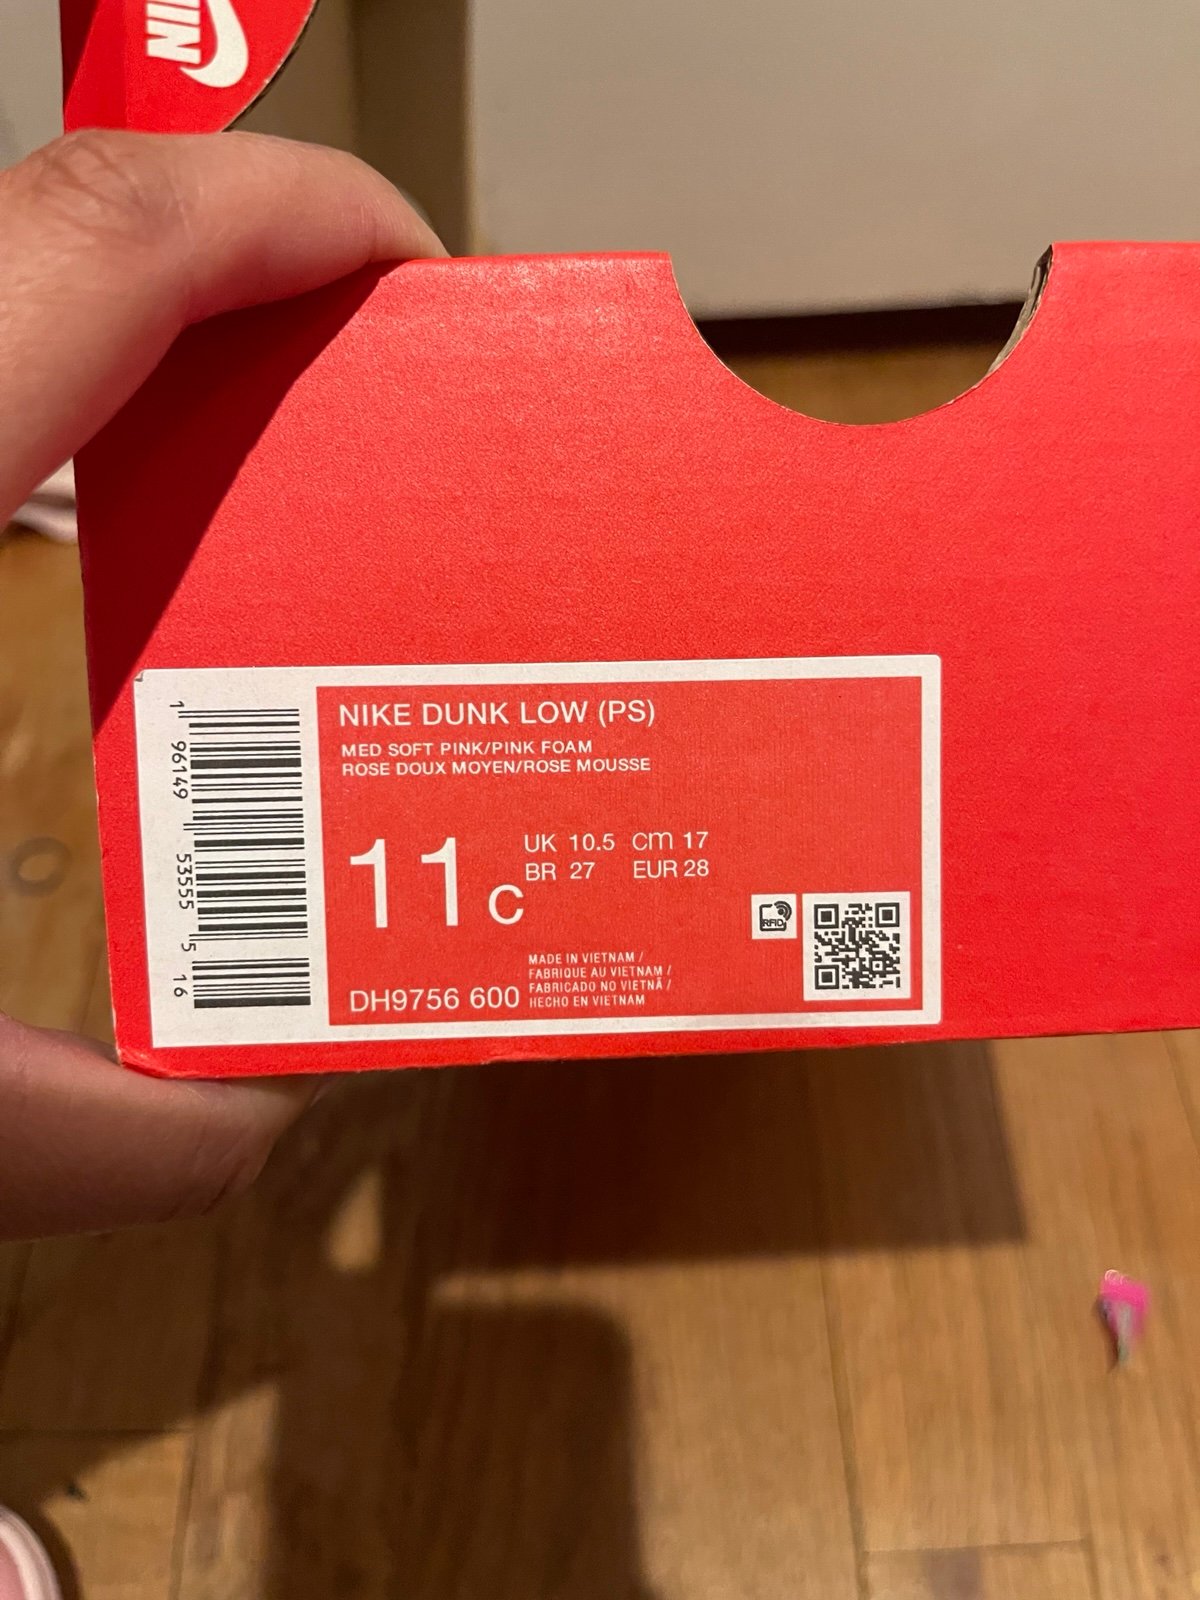 NIKE
1 96149 53555 5 16
NIKE DUNK LOW (PS)
MED SOFT PINK/PINK FOAM
ROSE DOUX MOYEN/ROSE MOUSSE
11C
UK 10.5 cm 17
BR 27 EUR 28
RFID
MADE IN VIETNAM /
FABRIQUE AU VIETNAM /
FABRICADO NO VIETNÃ /
HECHO EN VIETNAM
DH9756 600